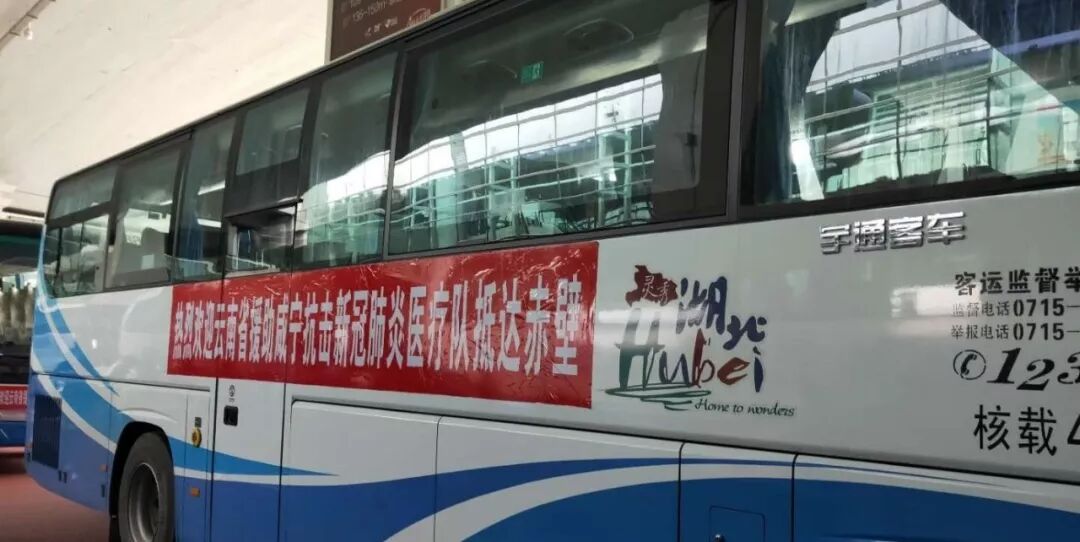 136-150m²
宇通客车
热烈欢迎云南省援助咸宁抗击新冠肺炎医疗队抵达赤壁
灵秀
湖北
Hubei
Home to wonders
客运监督举
监督电话0715-
举报电话0715-
123
核载